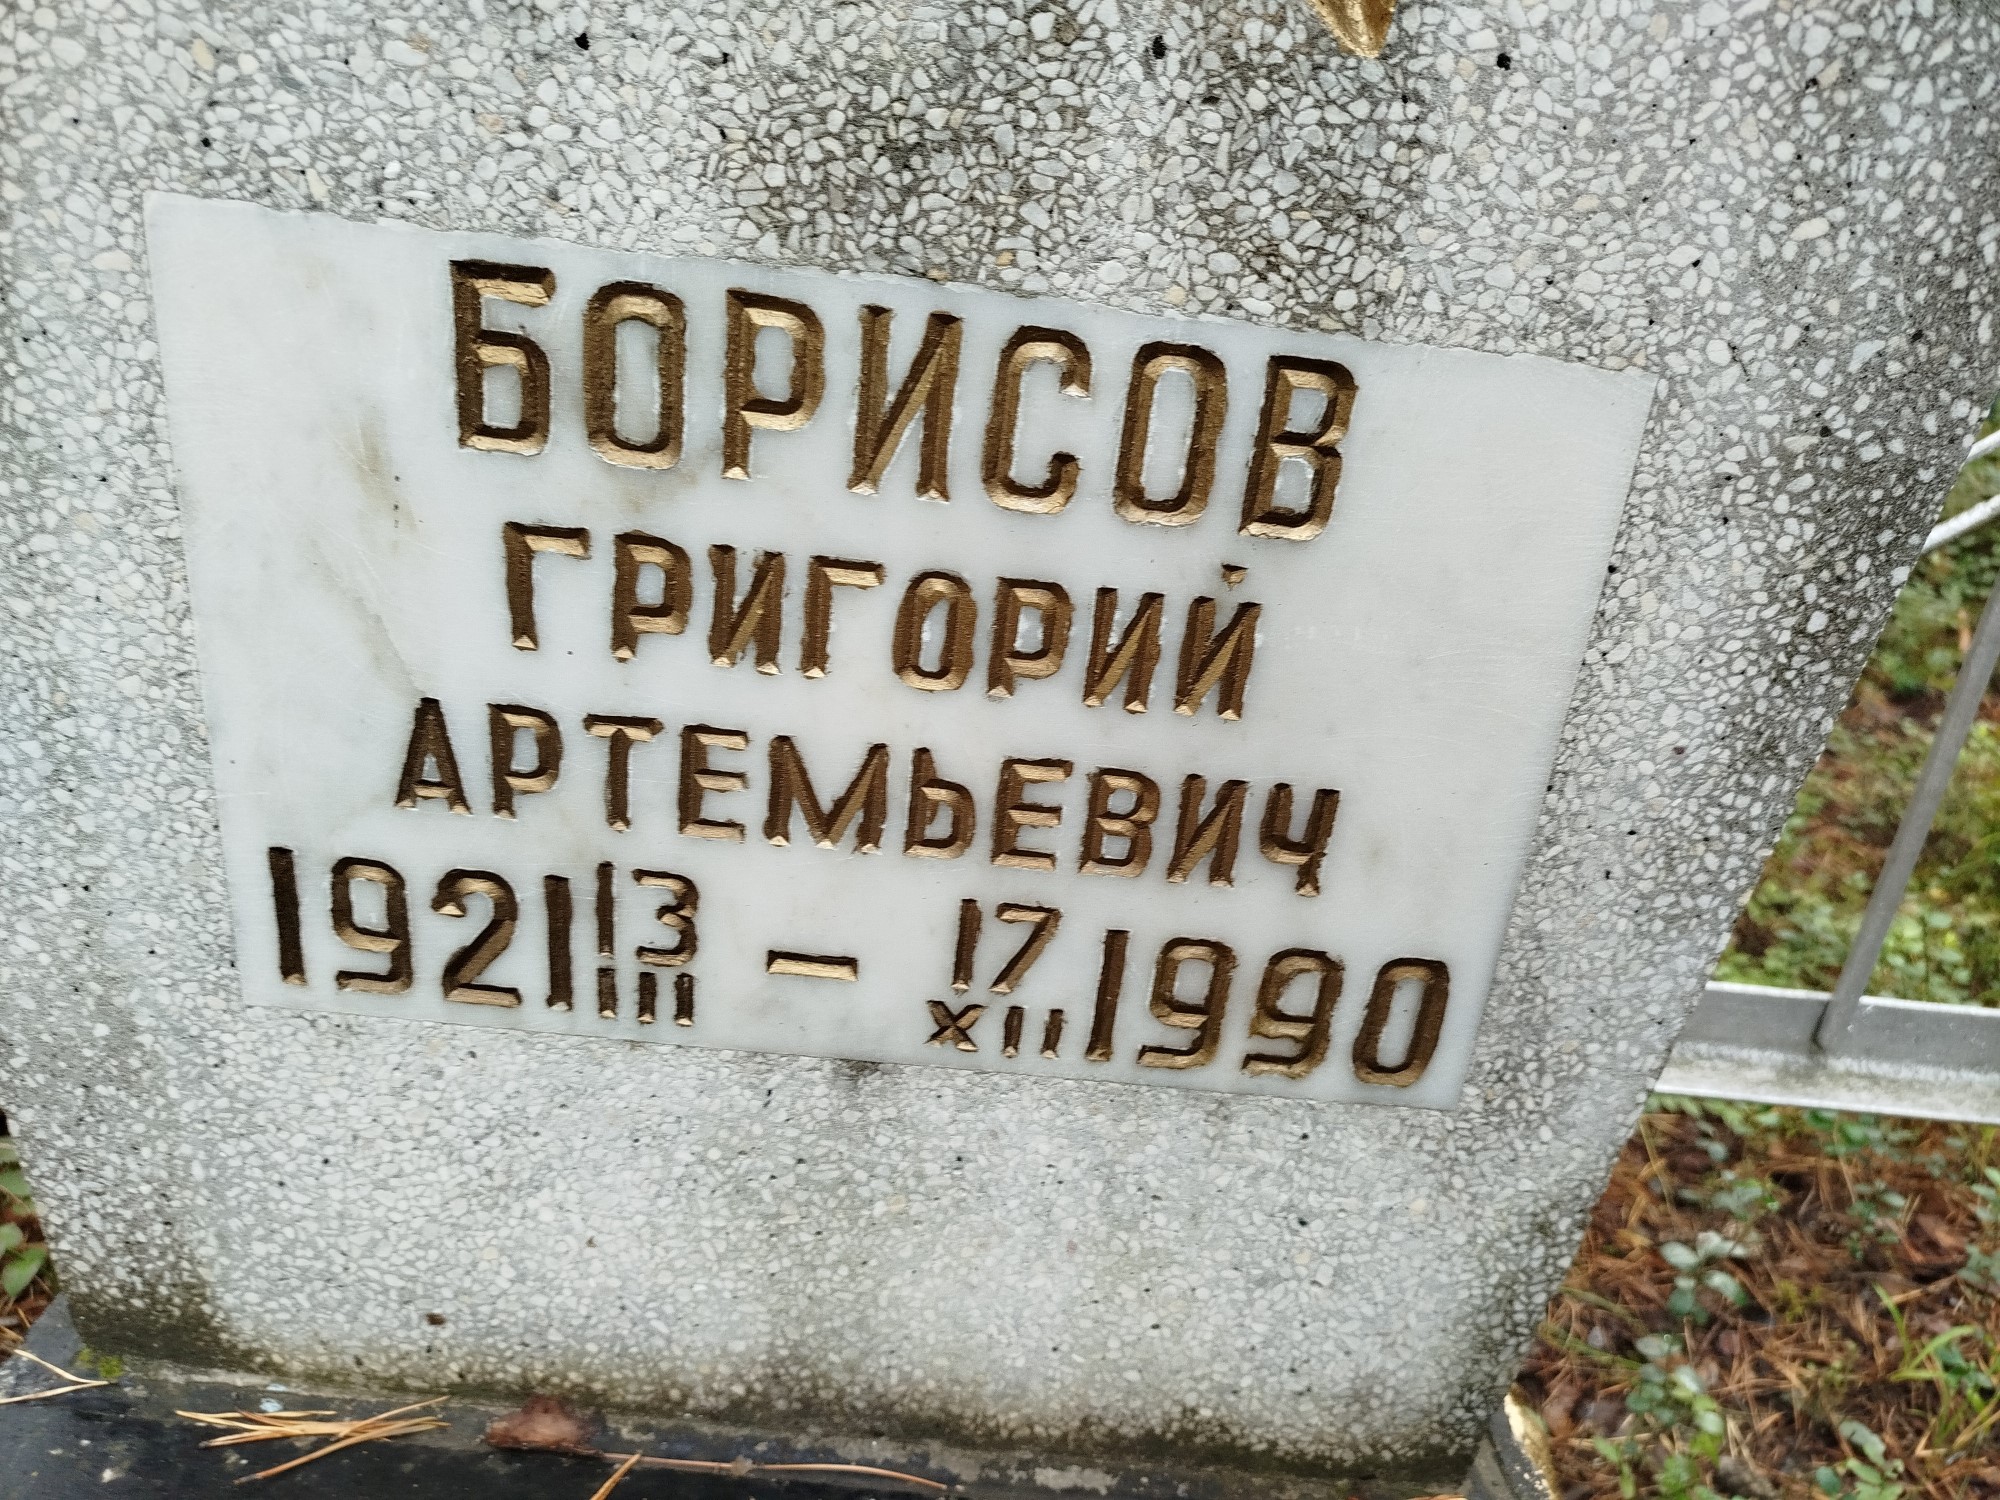 БОРИСОВ
ГРИГОРИЙ
АРТЕМЬЕВИЧ
1921 13/III – 17/XII 1990